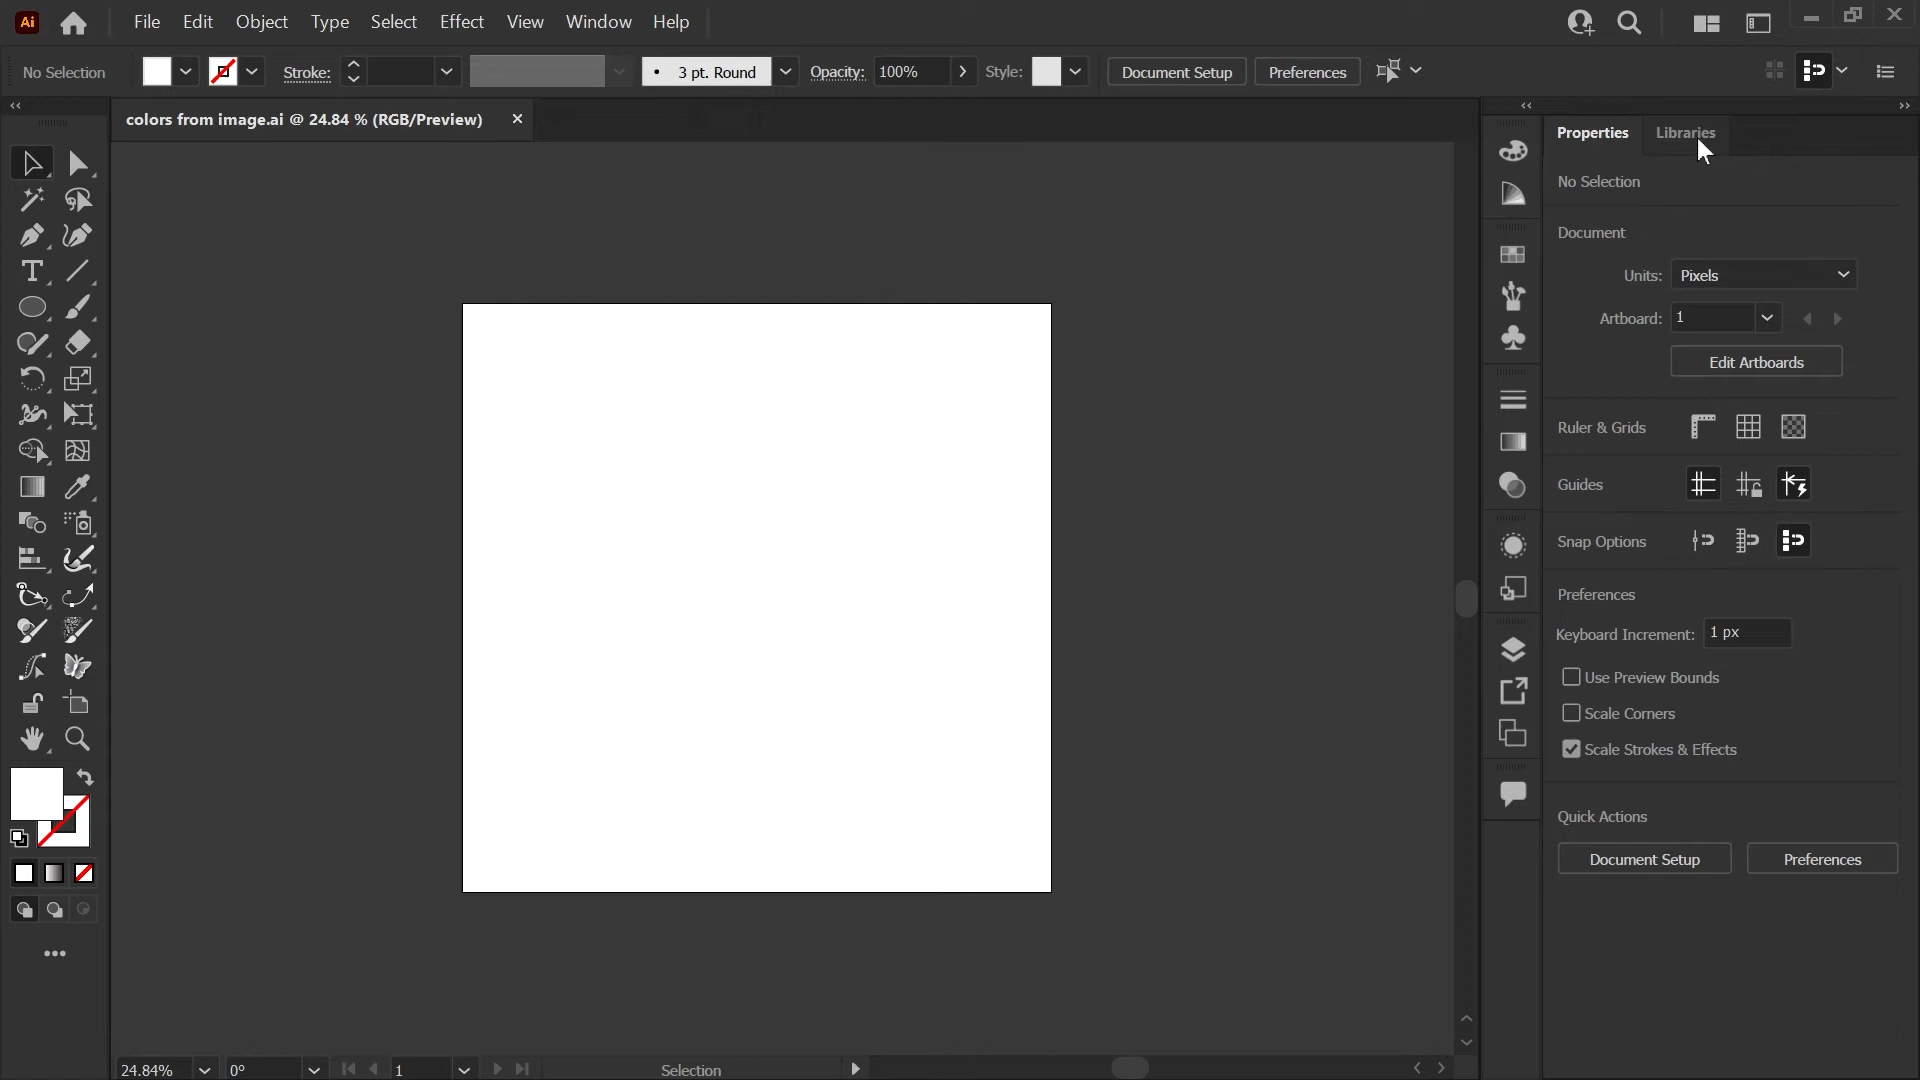 Ai File Edit Object Type Select Effect View Window Help
No Selection Stroke: 3 pt. Round Opacity: 100% Style: Document Setup Preferences
colors from image.ai @ 24.84 % (RGB/Preview)
Properties Libraries
No Selection
Document
Units: Pixels
Artboard: 1
Edit Artboards
Ruler & Grids
Guides
Snap Options
Preferences
Keyboard Increment: 1 px
Use Preview Bounds
Scale Corners
Scale Strokes & Effects
Quick Actions
Document Setup Preferences
24.84% 0° 1 Selection